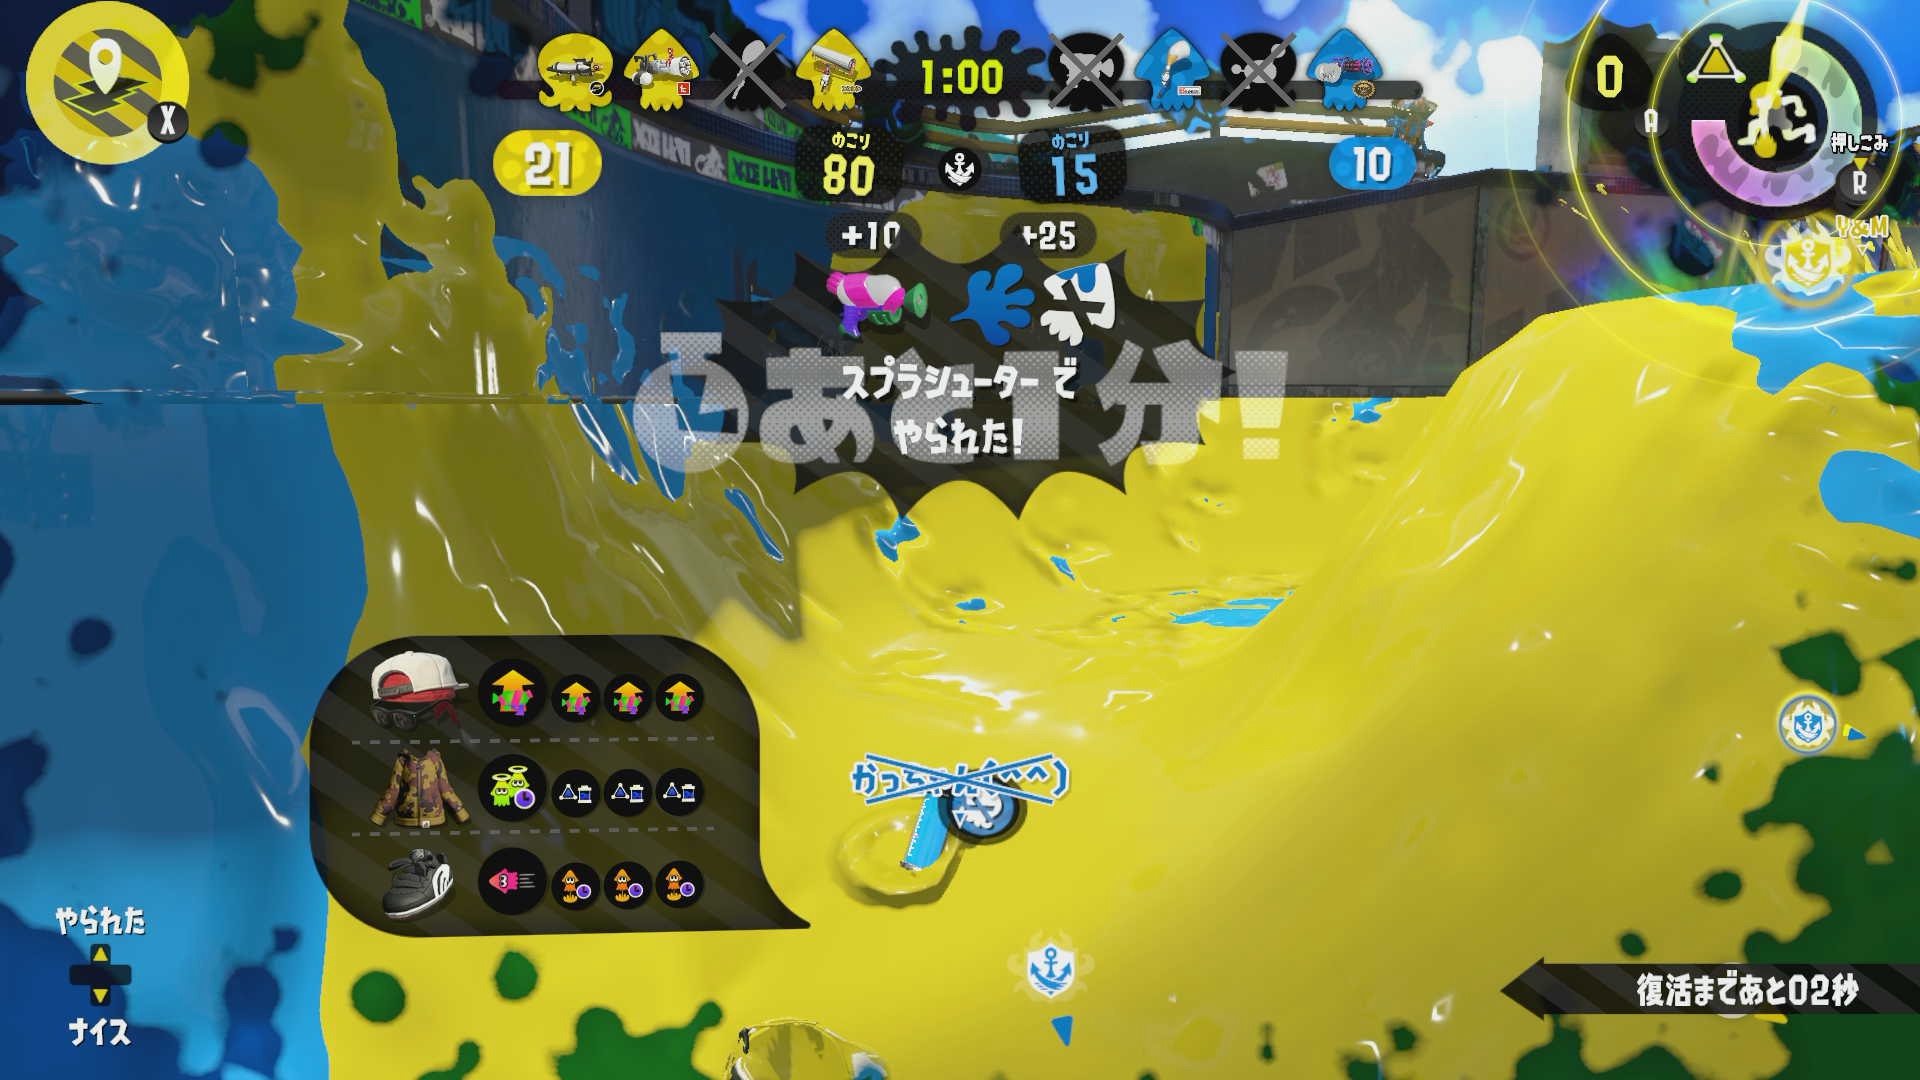 X
1:00
21
のこり
80
のこり
15
10
+10
+25
0
A
押しこみ
R
Y&M
あと1分!
スプラシューターで
やられた!
やられた
ナイス
復活まであと02秒